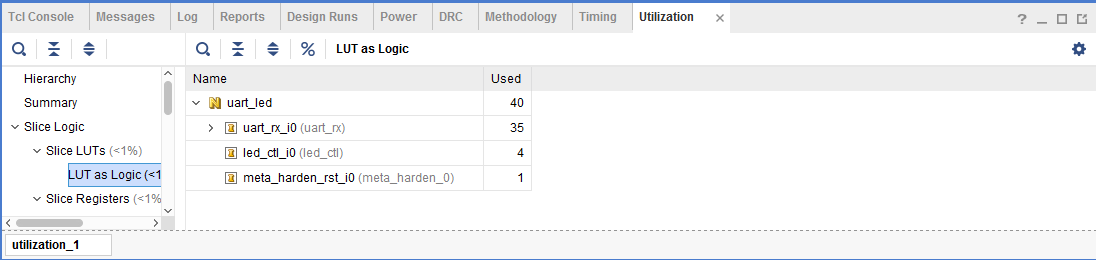 Tcl Console Messages Log Reports Design Runs Power DRC Methodology Timing Utilization
LUT as Logic
Hierarchy
Summary
Slice Logic
Slice LUTs (<1%)
LUT as Logic (<1
Slice Registers (<1%
Name Used
uart_led 40
uart_rx_i0 (uart_rx) 35
led_ctl_i0 (led_ctl) 4
meta_harden_rst_i0 (meta_harden_0) 1
utilization_1